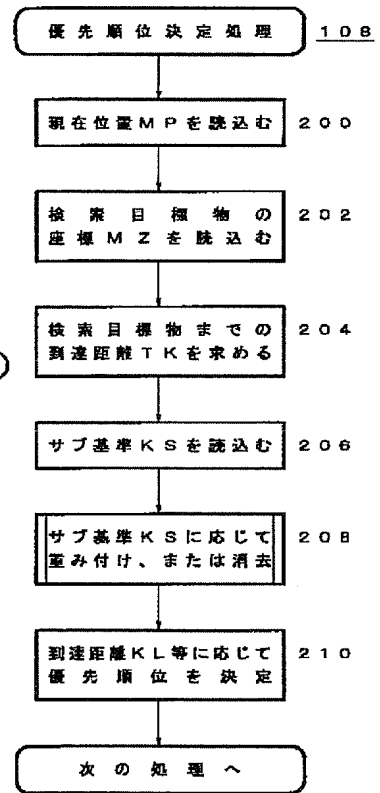 優先順位決定処理 108
現在位置MPを読込む 200
検索目標物の 202
座標MZを読込む
検索目標物までの 204
到達距離TKを求める
サブ基準KSを読込む 206
サブ基準KSに応じて 208
重み付け、または消去
到達距離KL等に応じて 210
優先順位を決定
次の処理へ